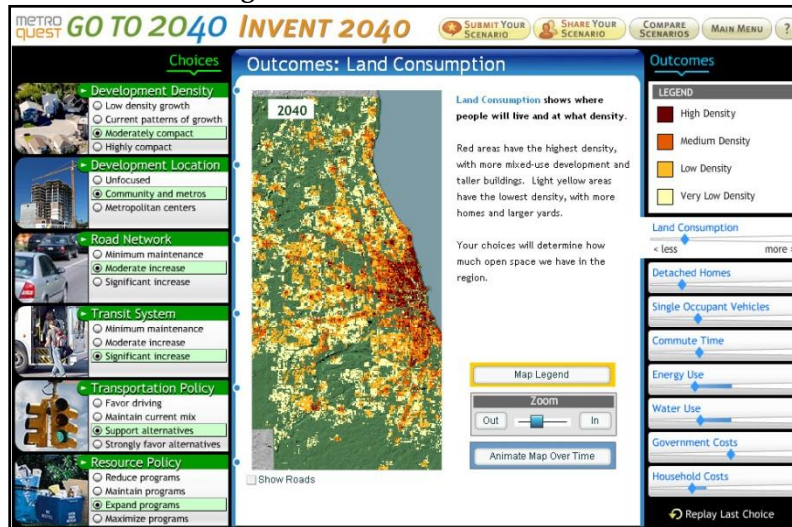 METRO QUEST GO TO 2040 INVENT 2040
SUBMIT YOUR SCENARIO
SHARE YOUR SCENARIO
COMPARE SCENARIOS
MAIN MENU
?
Choices
Development Density
Low density growth
Current patterns of growth
Moderately compact
Highly compact
Development Location
Unfocused
Community and metros
Metropolitan centers
Road Network
Minimum maintenance
Moderate increase
Significant increase
Transit System
Minimum maintenance
Moderate increase
Significant increase
Transportation Policy
Favor driving
Maintain current mix
Support alternatives
Strongly favor alternatives
Resource Policy
Reduce programs
Maintain programs
Expand programs
Maximize programs
Outcomes: Land Consumption
2040
Show Roads
Land Consumption shows where
people will live and at what density.
Red areas have the highest density,
with more mixed-use development and
taller buildings. Light yellow areas
have the lowest density, with more
homes and larger yards.
Your choices will determine how
much open space we have in the
region.
Map Legend
Zoom
Out In
Animate Map Over Time
Outcomes
LEGEND
High Density
Medium Density
Low Density
Very Low Density
Land Consumption
< less more >
Detached Homes
Single Occupant Vehicles
Commute Time
Energy Use
Water Use
Government Costs
Household Costs
Replay Last Choice